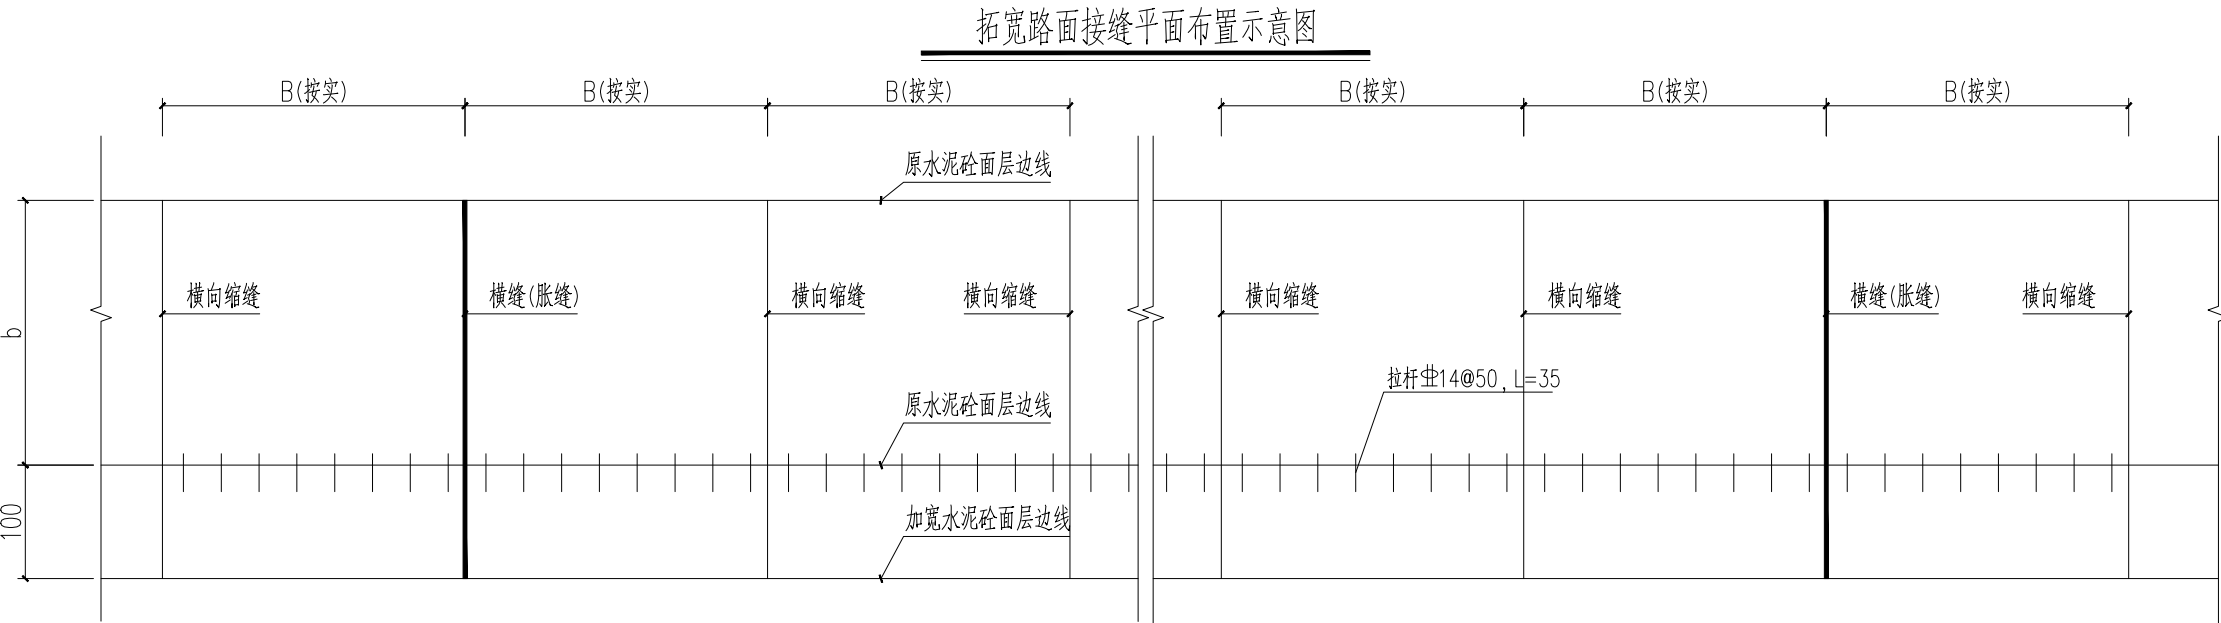 拓宽路面接缝平面布置示意图
B(按实)
B(按实)
B(按实)
B(按实)
B(按实)
B(按实)
原水泥砼面层边线
横向缩缝
横缝(胀缝)
横向缩缝
横向缩缝
横向缩缝
横向缩缝
横缝(胀缝)
横向缩缝
b
拉杆⌀14@50, L=35
原水泥砼面层边线
100
加宽水泥砼面层边线